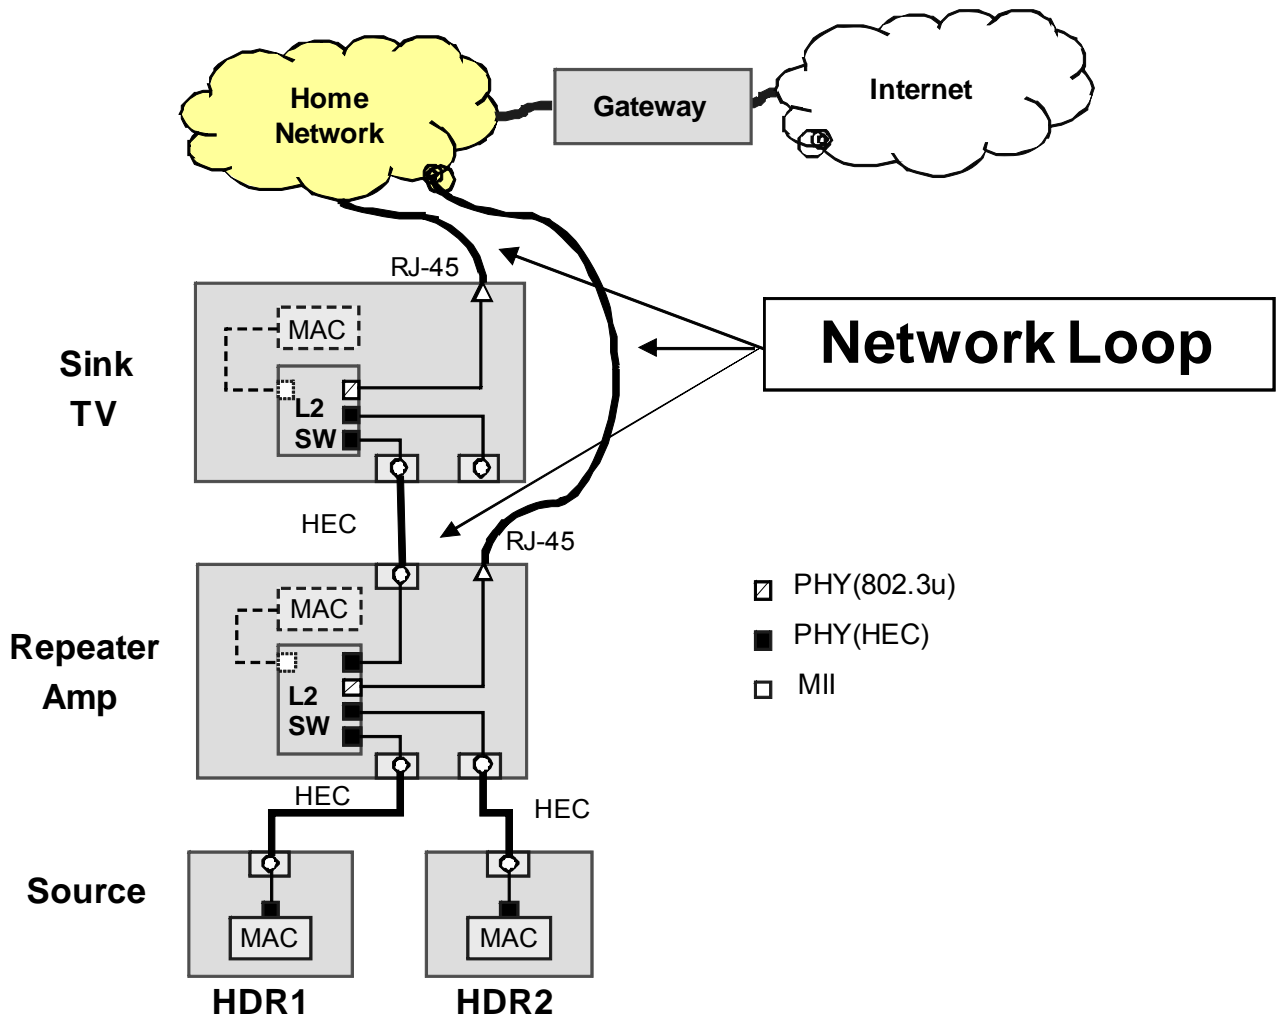 Home
Network
Gateway
Internet
RJ-45
MAC
L2
SW
Sink
TV
Network Loop
HEC
RJ-45
MAC
L2
SW
Repeater
Amp
PHY(802.3u)
PHY(HEC)
MII
HEC
HEC
Source
MAC
MAC
HDR1
HDR2